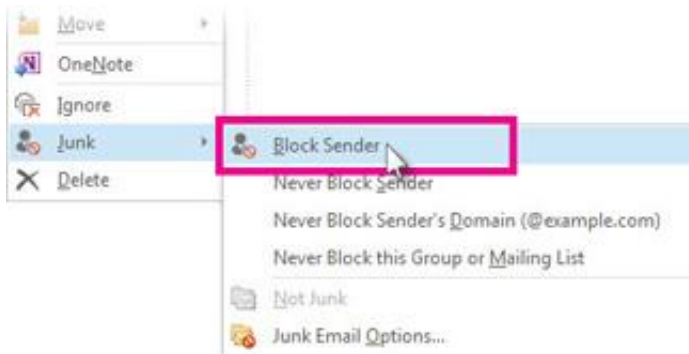 Move
OneNote
Ignore
Junk
Delete
Block Sender
Never Block Sender
Never Block Sender's Domain (@example.com)
Never Block this Group or Mailing List
Not Junk
Junk Email Options...